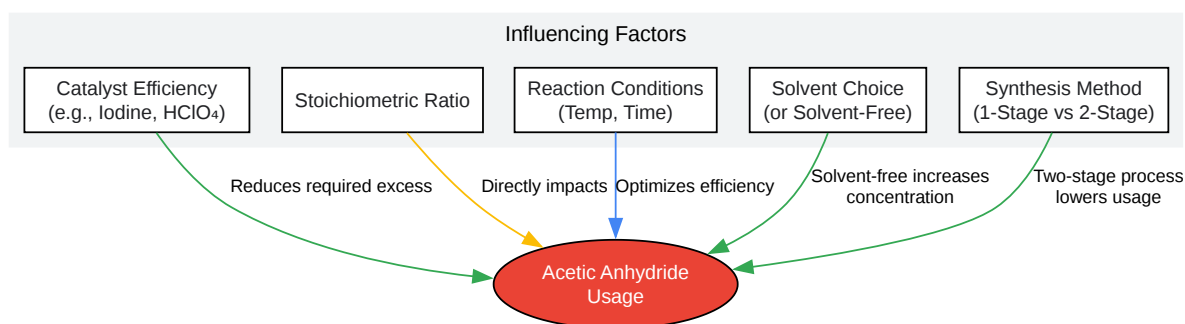 Influencing Factors
Catalyst Efficiency
(e.g., Iodine, HClO₄)
Stoichiometric Ratio
Reaction Conditions
(Temp, Time)
Solvent Choice
(or Solvent-Free)
Synthesis Method
(1-Stage vs 2-Stage)
Reduces required excess
Directly impacts
Optimizes efficiency
Solvent-free increases
concentration
Two-stage process
lowers usage
Acetic Anhydride
Usage